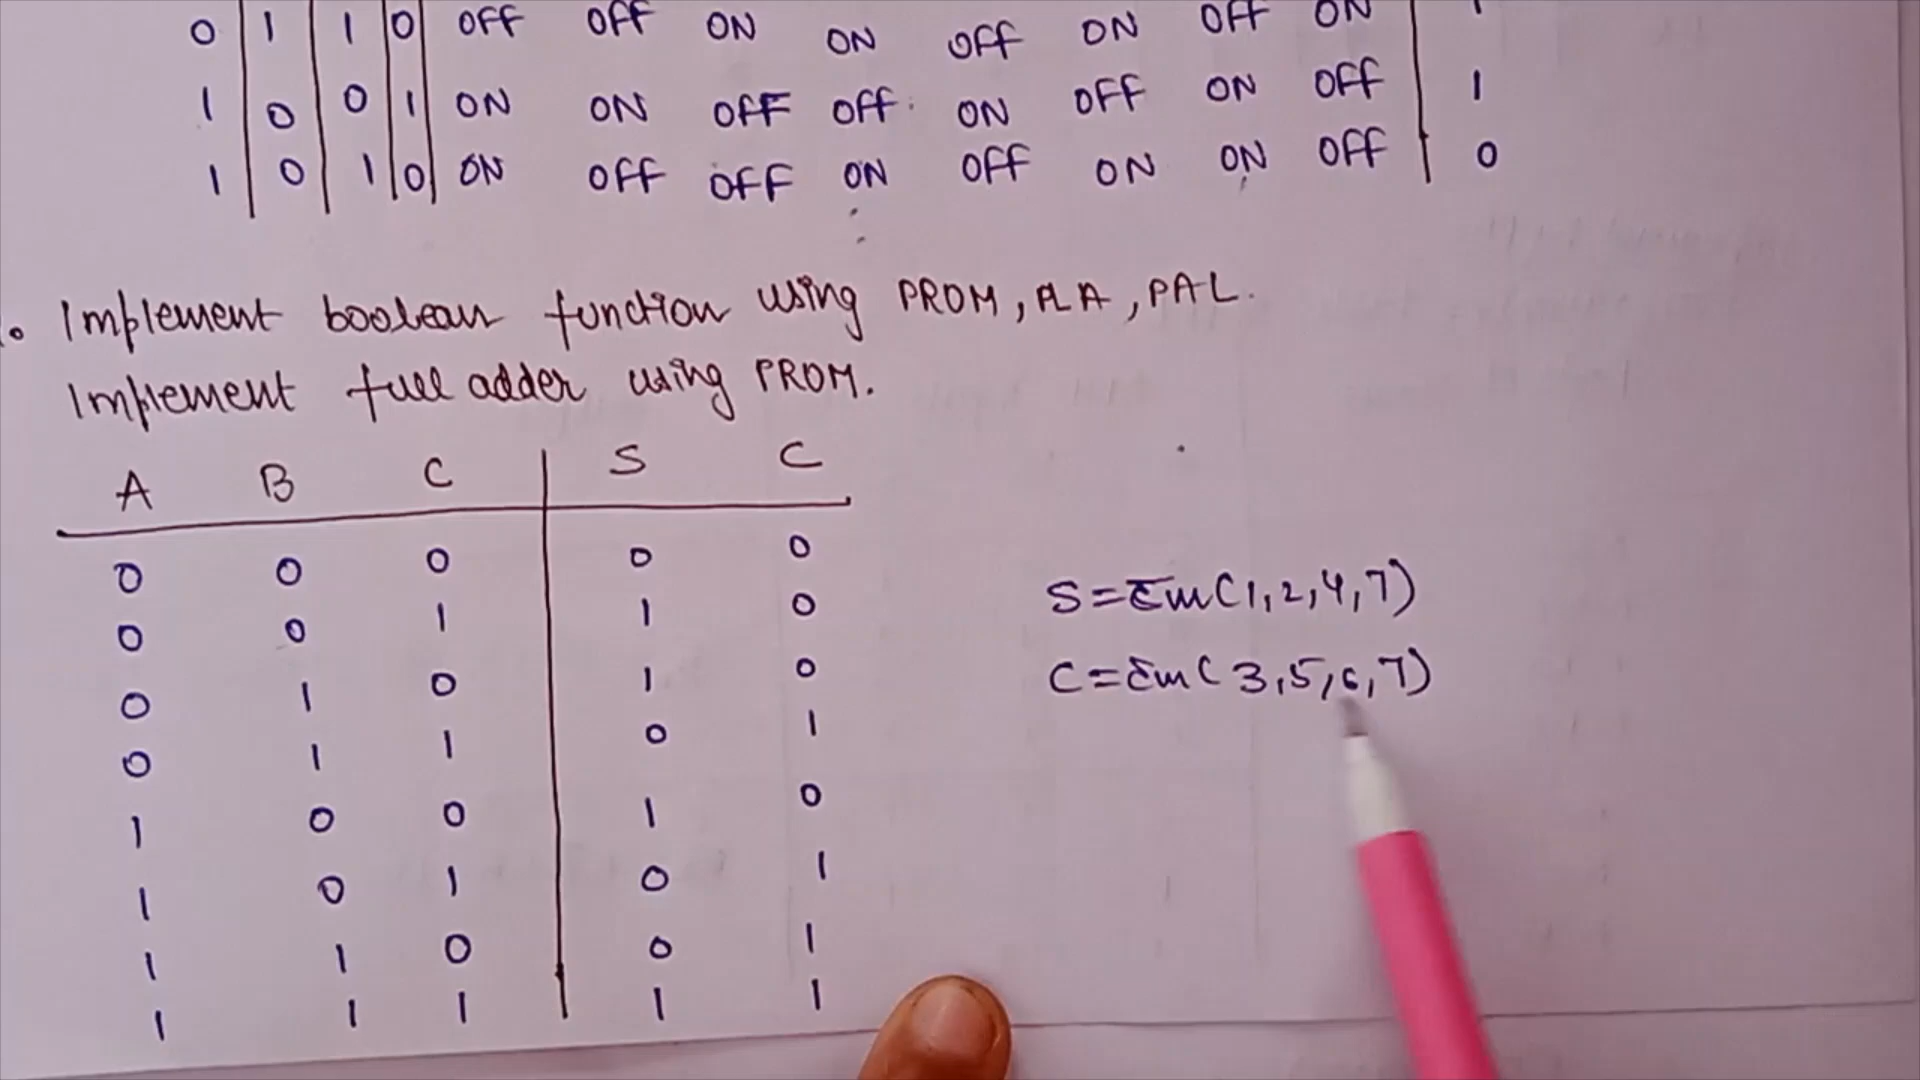 0 1 1 0 OFF OFF ON ON OFF ON OFF ON 1
1 0 0 1 ON ON OFF OFF ON OFF ON OFF 1
1 0 1 0 ON OFF OFF ON OFF ON ON OFF 0
Implement boolean function using PROM, PLA, PAL.
Implement full adder using PROM.
A B C S C
0 0 0 0 0
0 0 1 1 0
0 1 0 1 0
0 1 1 0 1
1 0 0 1 0
1 0 1 0 1
1 1 0 0 1
1 1 1 1 1
S=Σm(1,2,4,7)
C=Σm(3,5,6,7)